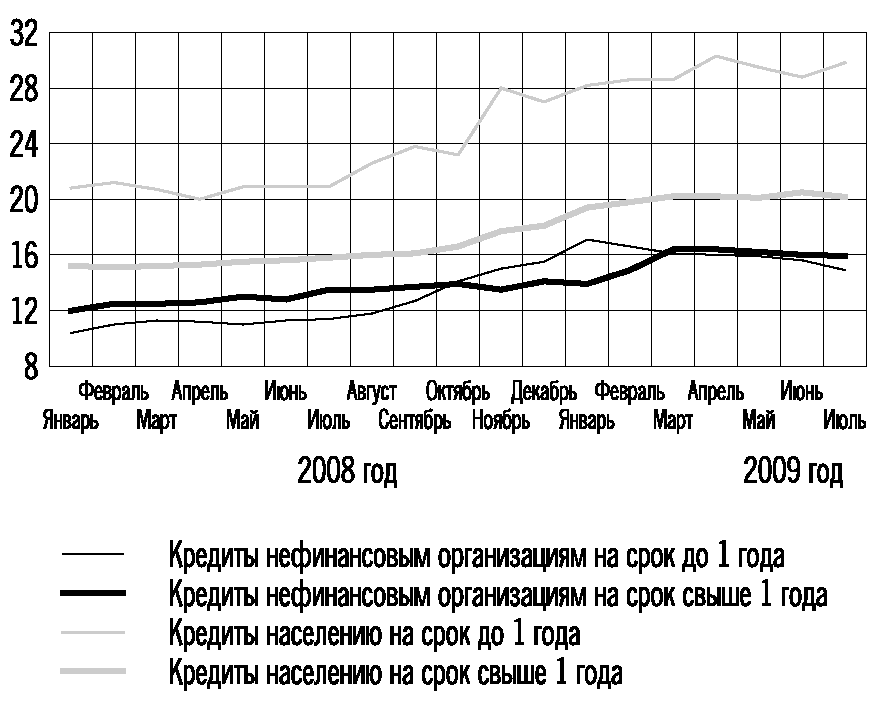 32
28
24
20
16
12
8
Февраль Апрель Июнь Август Октябрь Декабрь Февраль Апрель Июнь
Январь Март Май Июль Сентябрь Ноябрь Январь Март Май Июль
2008 год 2009 год
Кредиты нефинансовым организациям на срок до 1 года
Кредиты нефинансовым организациям на срок свыше 1 года
Кредиты населению на срок до 1 года
Кредиты населению на срок свыше 1 года